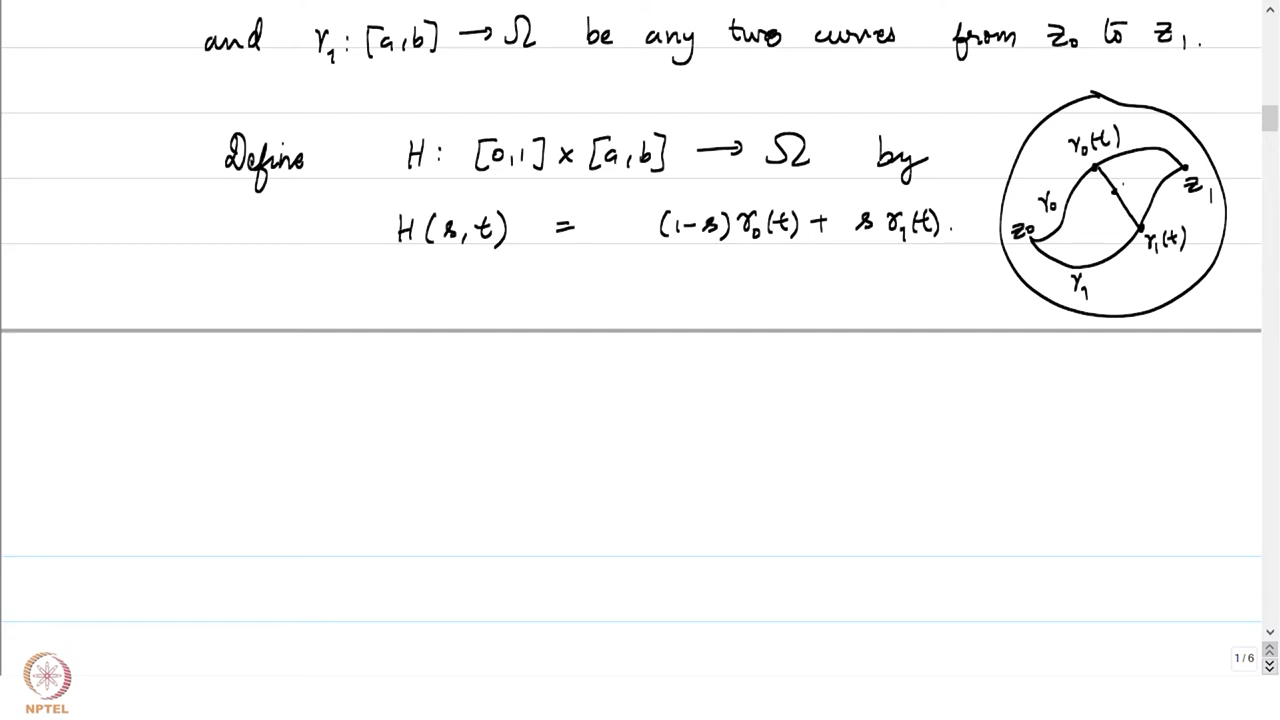 and γ₁ : [a,b] → Ω be any two curves from z₀ to z₁.
Define H : [0,1] × [a,b] → Ω by
H(s,t) = (1-s)γ₀(t) + s γ₁(t).
γ₀(t)
γ₀
z₁
z₀
γ₁(t)
γ₁
1 / 6
NPTEL